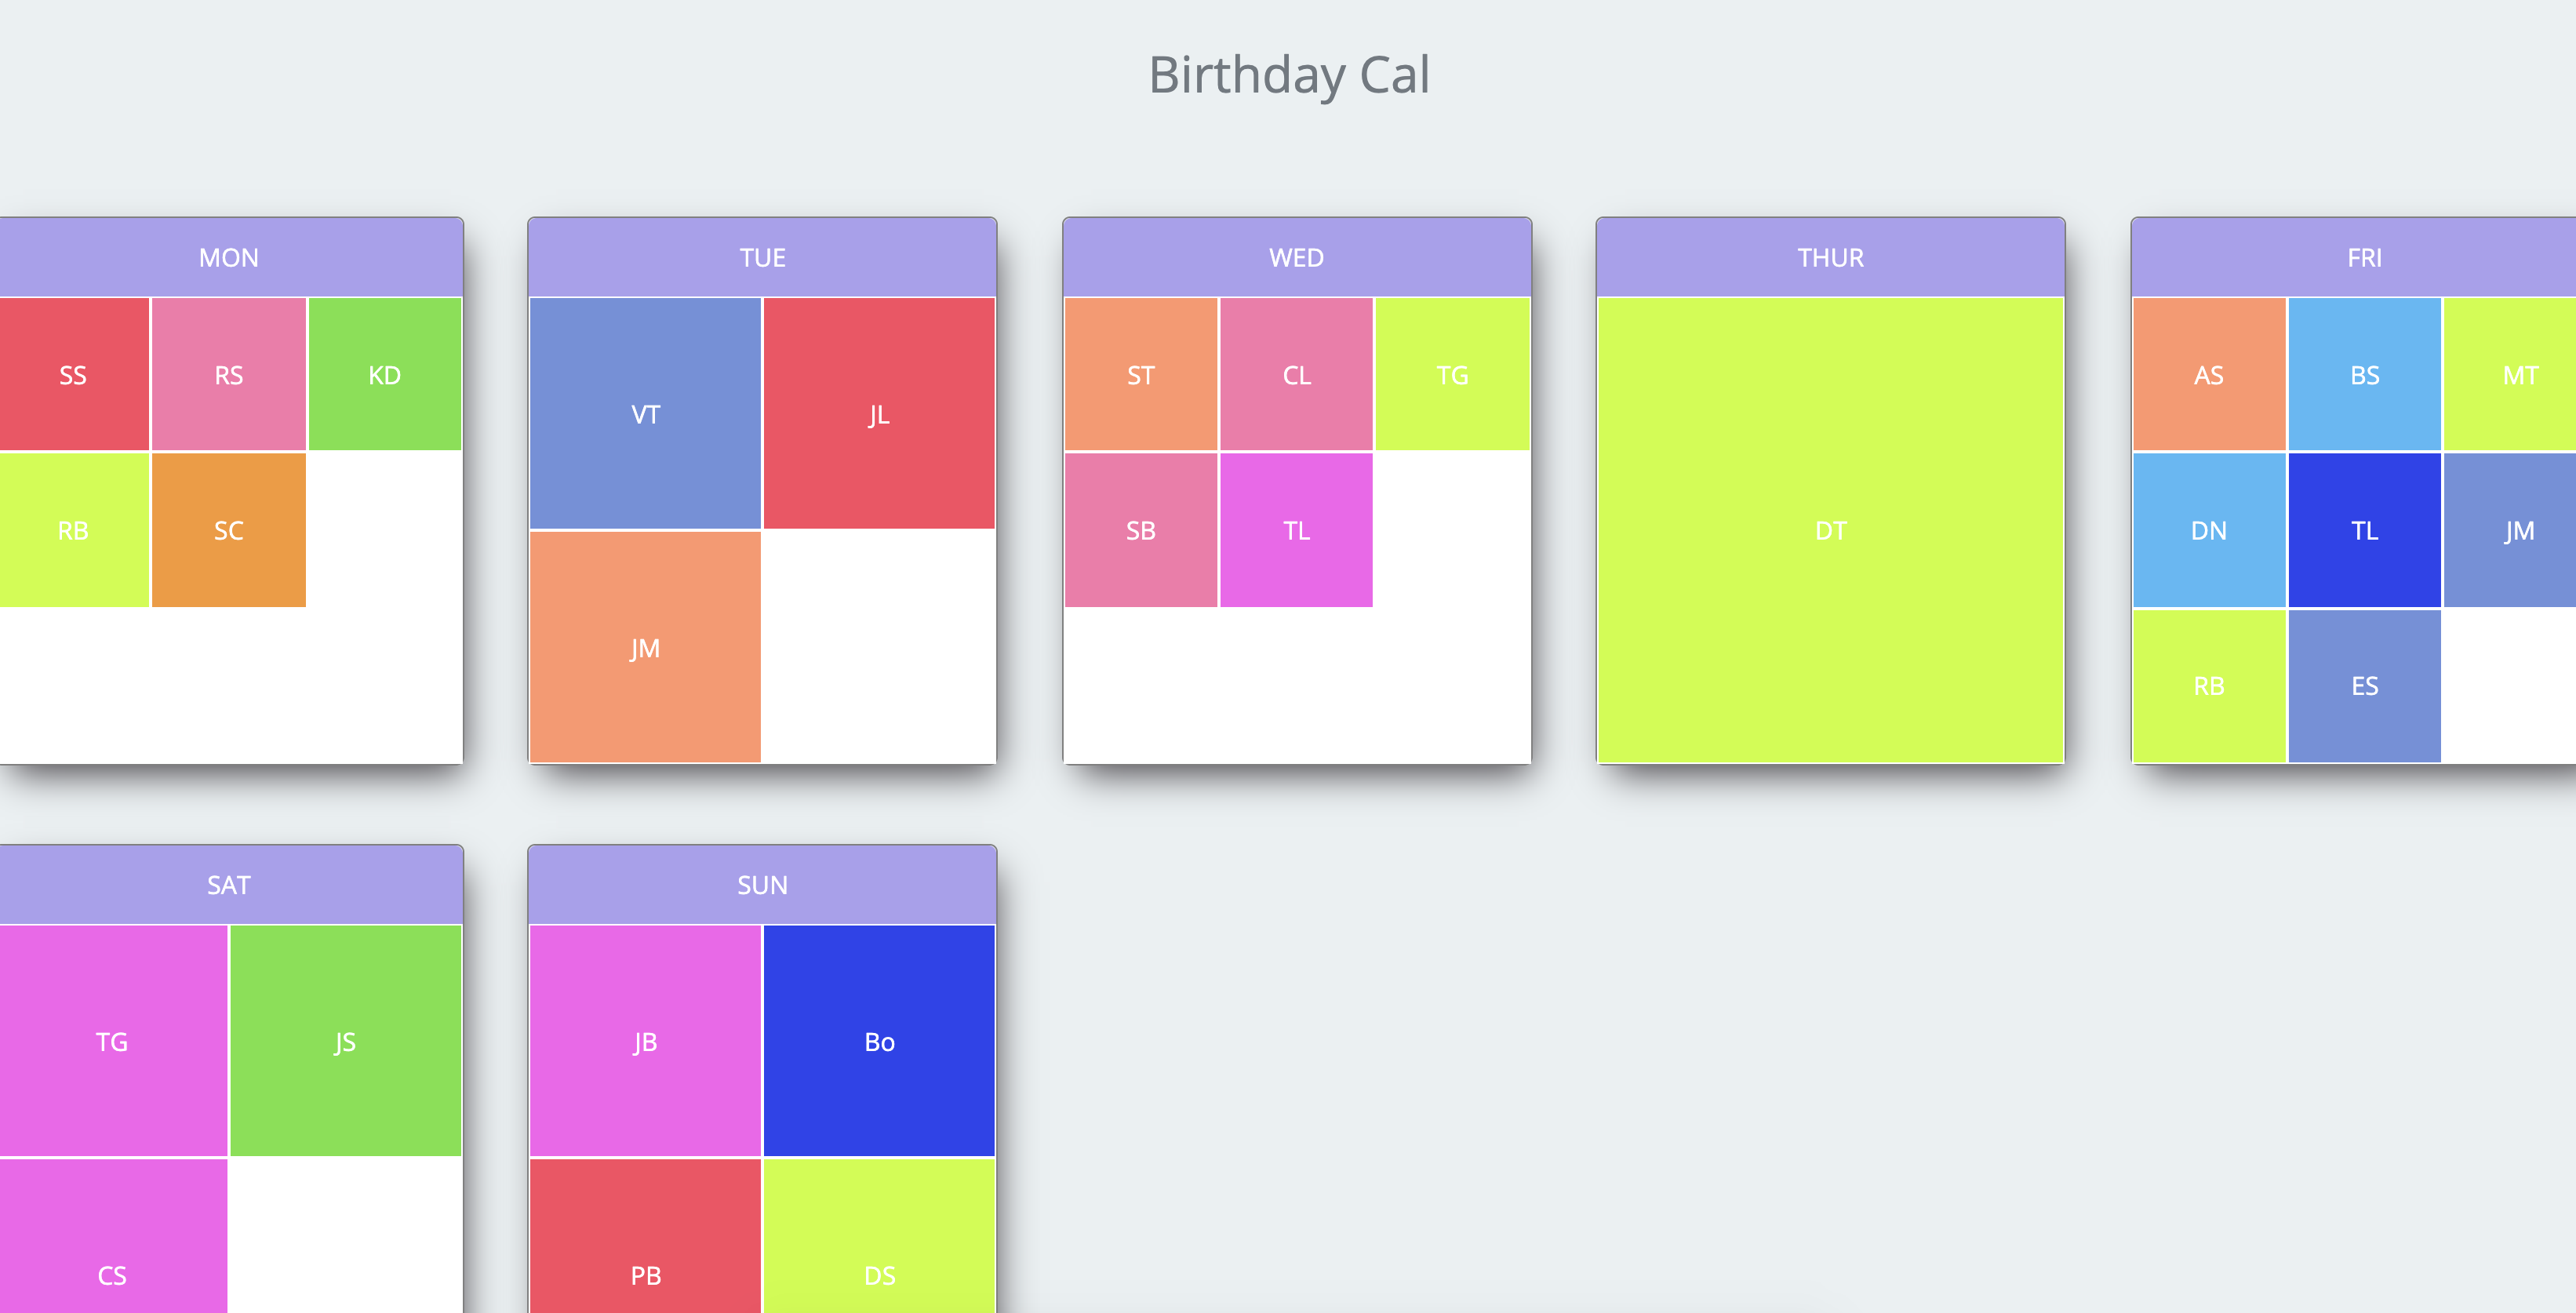 Birthday Cal
MON
SS RS KD
RB SC
TUE
VT JL
JM
WED
ST CL TG
SB TL
THUR
DT
FRI
AS BS MT
DN TL JM
RB ES
SAT
TG JS
CS
SUN
JB Bo
PB DS